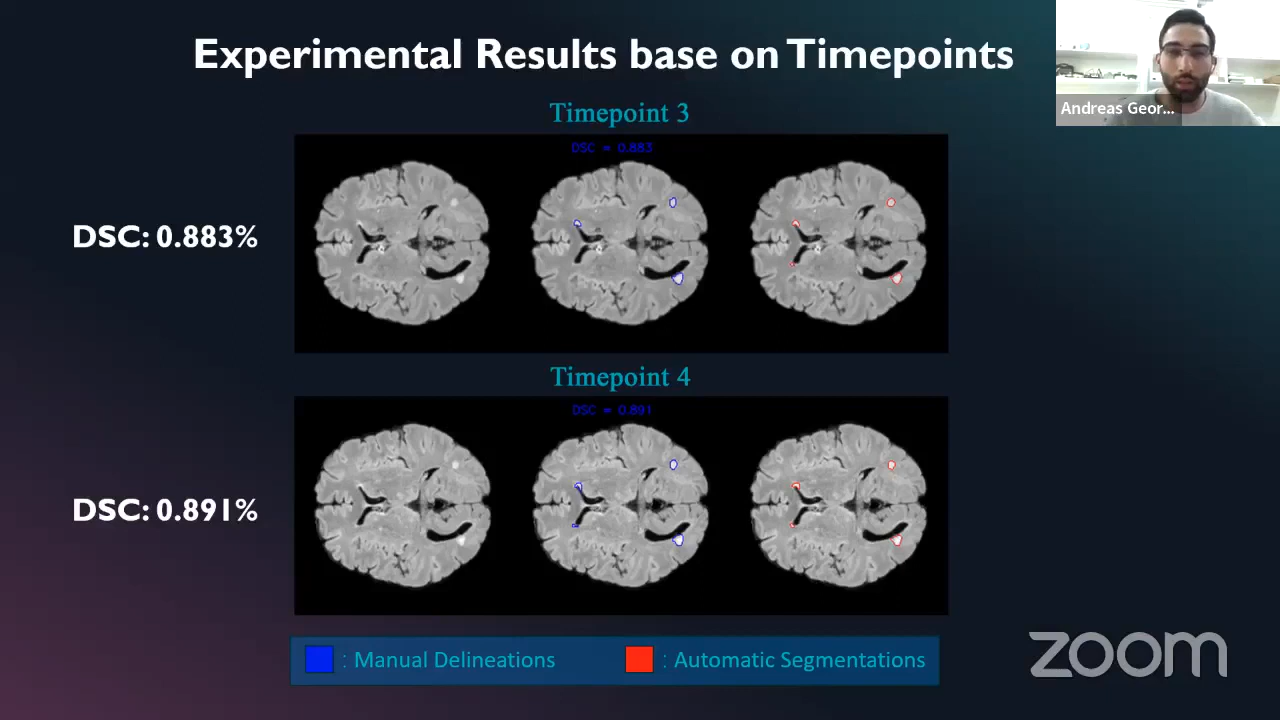 Experimental Results base on Timepoints
Andreas Geor...
Timepoint 3
DSC = 0.883
DSC: 0.883%
Timepoint 4
DSC = 0.891
DSC: 0.891%
: Manual Delineations
: Automatic Segmentations
zoom